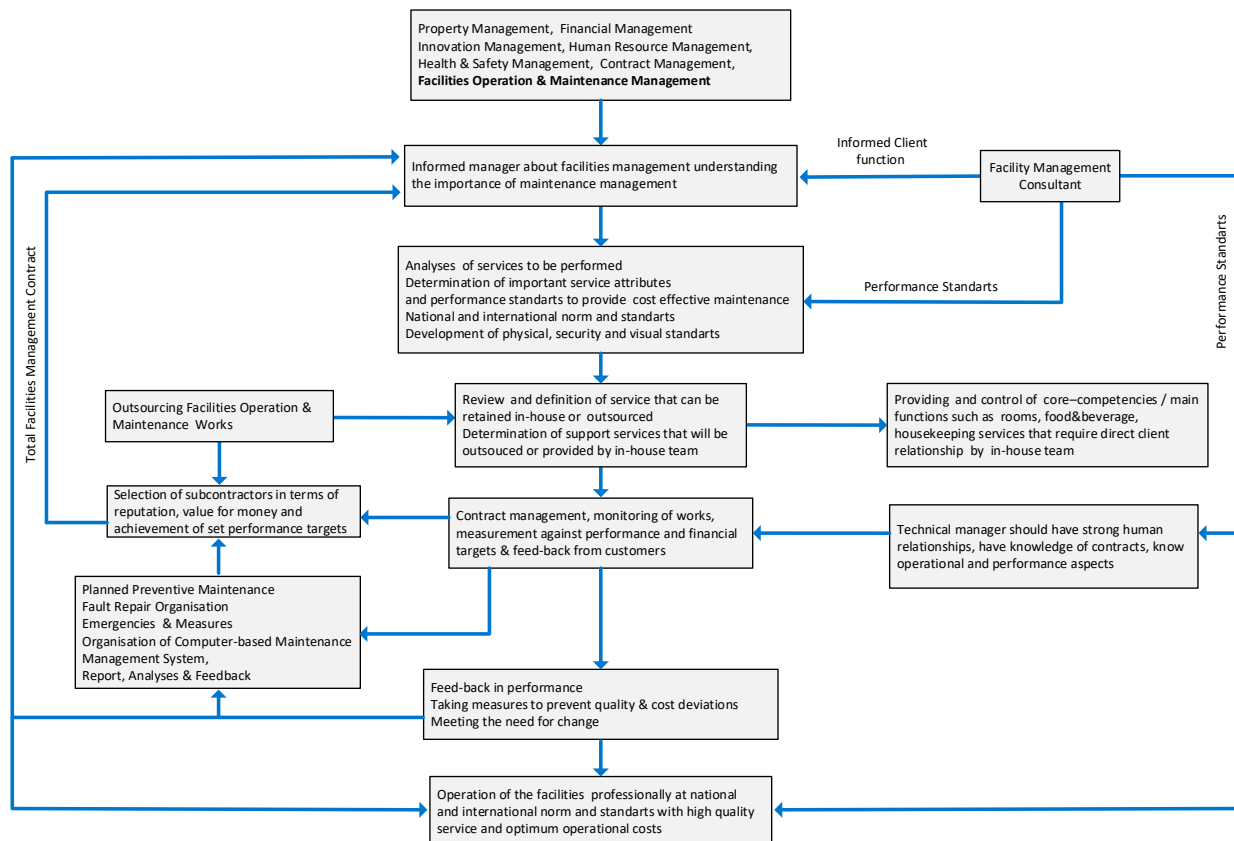 Property Management, Financial Management
Innovation Management, Human Resource Management,
Health & Safety Management, Contract Management,
Facilities Operation & Maintenance Management
Informed Client
function
Informed manager about facilities management understanding
the importance of maintenance management
Facility Management
Consultant
Total Facilities Management Contract
Performance Standarts
Analyses of services to be performed
Determination of important service attributes
and performance standarts to provide cost effective maintenance
National and international norm and standarts
Development of physical, security and visual standarts
Performance Standarts
Outsourcing Facilities Operation &
Maintenance Works
Review and definition of service that can be
retained in-house or outsourced
Determination of support services that will be
outsouced or provided by in-house team
Providing and control of core–competencies / main
functions such as rooms, food&beverage,
housekeeping services that require direct client
relationship by in-house team
Selection of subcontractors in terms of
reputation, value for money and
achievement of set performance targets
Contract management, monitoring of works,
measurement against performance and financial
targets & feed-back from customers
Technical manager should have strong human
relationships, have knowledge of contracts, know
operational and performance aspects
Planned Preventive Maintenance
Fault Repair Organisation
Emergencies & Measures
Organisation of Computer-based Maintenance
Management System,
Report, Analyses & Feedback
Feed-back in performance
Taking measures to prevent quality & cost deviations
Meeting the need for change
Operation of the facilities professionally at national
and international norm and standarts with high quality
service and optimum operational costs